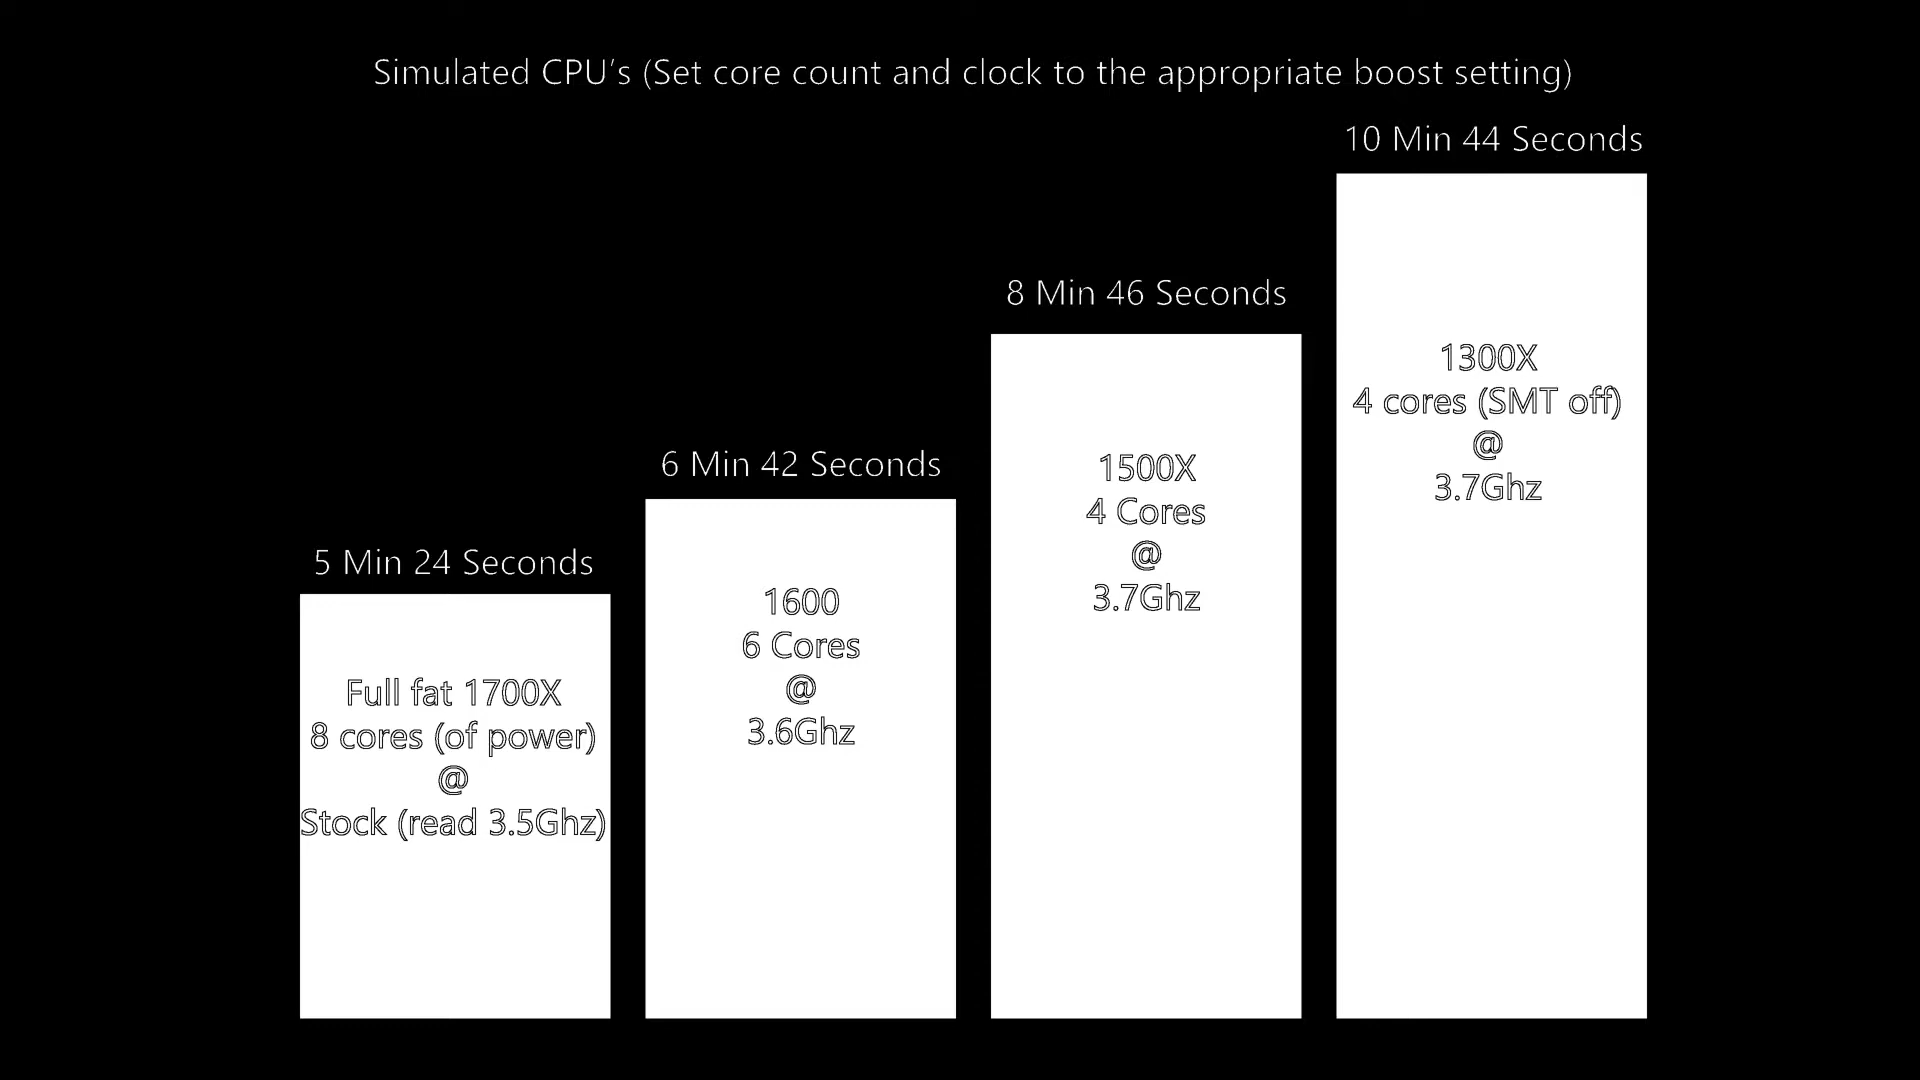 Simulated CPU's (Set core count and clock to the appropriate boost setting)
5 Min 24 Seconds
Full fat 1700X
8 cores (of power)
@
Stock (read 3.5Ghz)
6 Min 42 Seconds
1600
6 Cores
@
3.6Ghz
8 Min 46 Seconds
1500X
4 Cores
@
3.7Ghz
10 Min 44 Seconds
1300X
4 cores (SMT off)
@
3.7Ghz